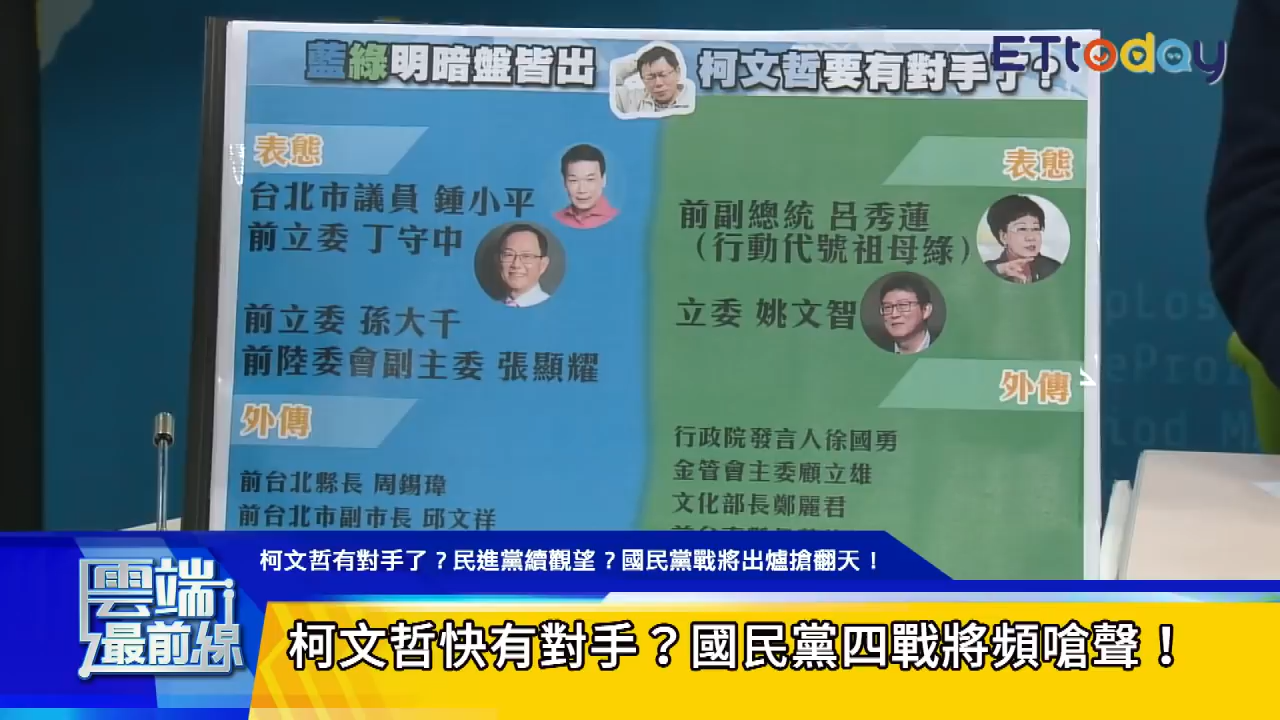 藍綠明暗盤皆出 柯文哲要有對手了？
ETtoday
表態
台北市議員 鍾小平
前立委 丁守中
前立委 孫大千
前陸委會副主委 張顯耀
外傳
前台北縣長 周錫瑋
前台北市副市長 邱文祥
表態
前副總統 呂秀蓮
（行動代號祖母綠）
立委 姚文智
外傳
行政院發言人徐國勇
金管會主委顧立雄
文化部長鄭麗君
柯文哲有對手了？民進黨續觀望？國民黨戰將出爐搶翻天！
雲端
最前線
柯文哲快有對手？國民黨四戰將頻嗆聲！